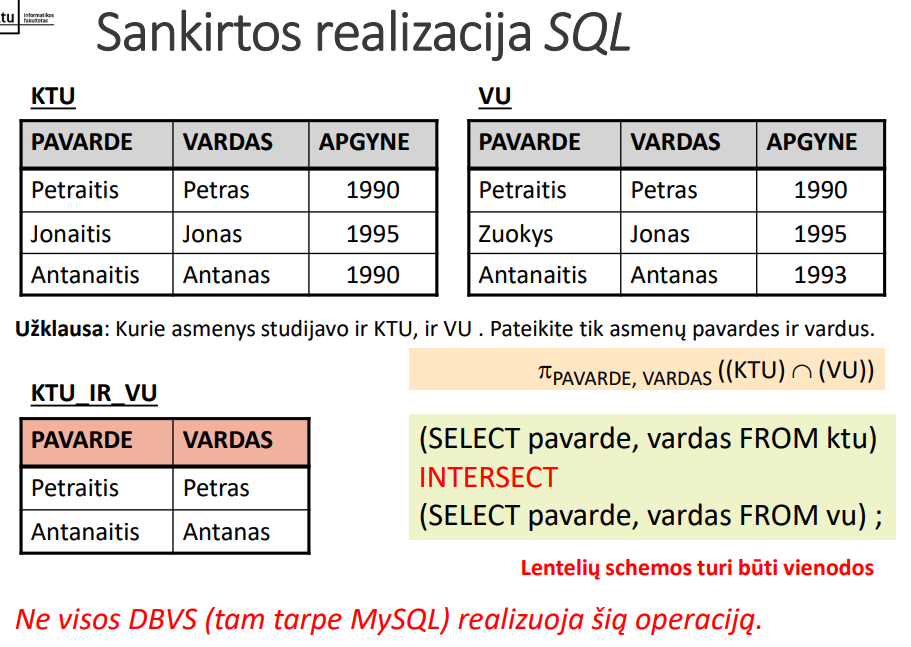 ktu
informatikos
fakultetas
Sankirtos realizacija SQL
KTU
PAVARDE VARDAS APGYNE
Petraitis Petras 1990
Jonaitis Jonas 1995
Antanaitis Antanas 1990
VU
PAVARDE VARDAS APGYNE
Petraitis Petras 1990
Zuokys Jonas 1995
Antanaitis Antanas 1993
Užklausa: Kurie asmenys studijavo ir KTU, ir VU . Pateikite tik asmenų pavardes ir vardus.
πPAVARDE, VARDAS ((KTU) ∩ (VU))
KTU_IR_VU
PAVARDE VARDAS
Petraitis Petras
Antanaitis Antanas
(SELECT pavarde, vardas FROM ktu)
INTERSECT
(SELECT pavarde, vardas FROM vu) ;
Lentelių schemos turi būti vienodos
Ne visos DBVS (tam tarpe MySQL) realizuoja šią operaciją.